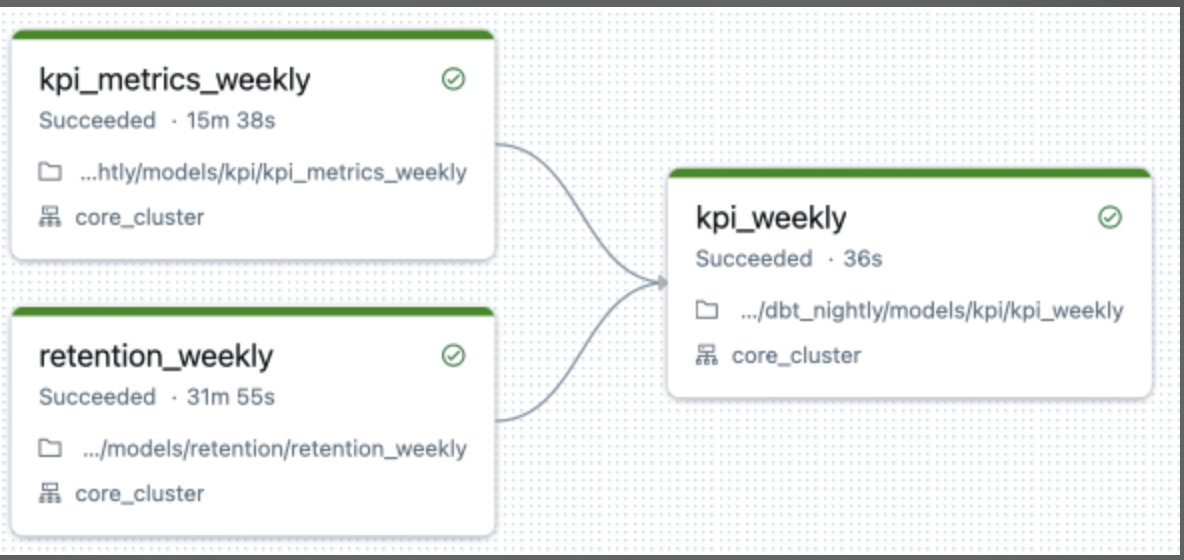 kpi_metrics_weekly
Succeeded · 15m 38s
...htly/models/kpi/kpi_metrics_weekly
core_cluster
retention_weekly
Succeeded · 31m 55s
.../models/retention/retention_weekly
core_cluster
kpi_weekly
Succeeded · 36s
.../dbt_nightly/models/kpi/kpi_weekly
core_cluster